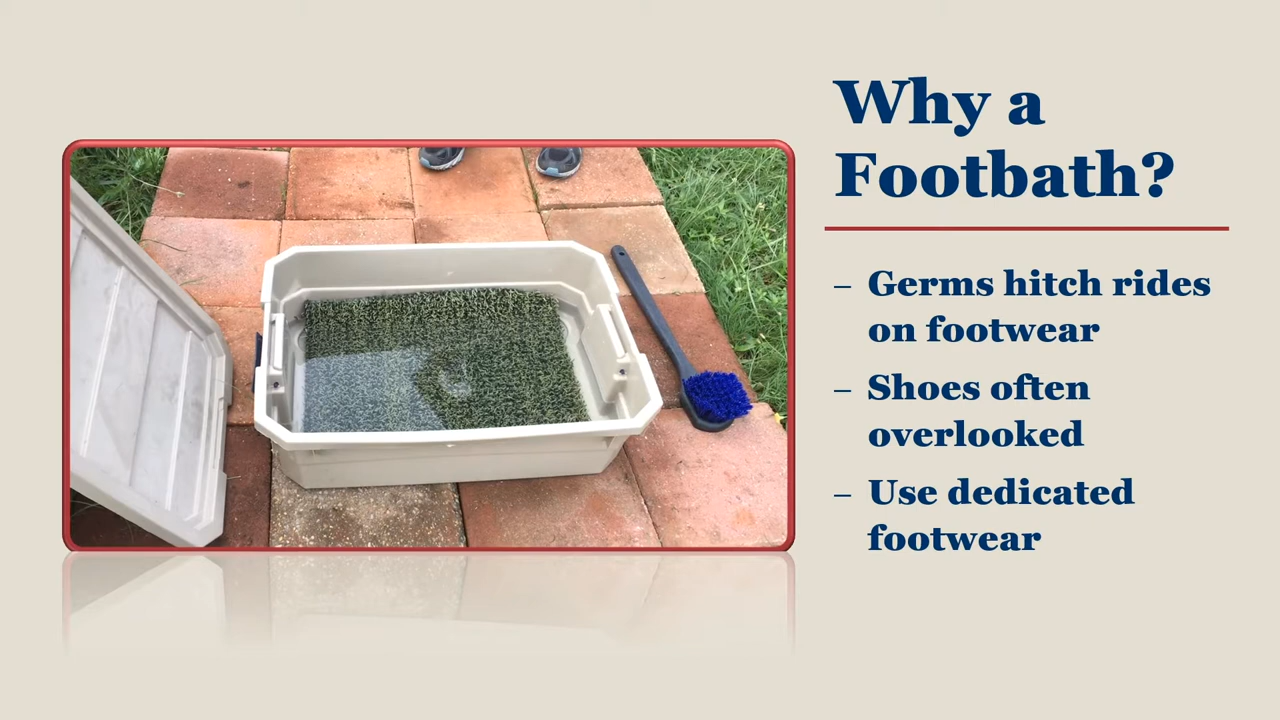 Why a
Footbath?
– Germs hitch rides
on footwear
– Shoes often
overlooked
– Use dedicated
footwear